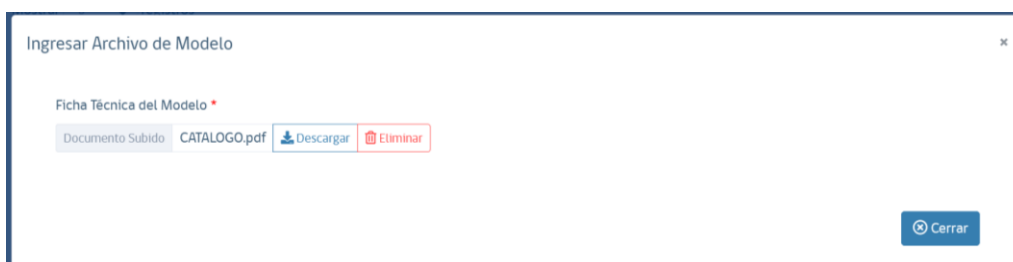 Ingresar Archivo de Modelo ×
Ficha Técnica del Modelo *
Documento Subido CATALOGO.pdf Descargar Eliminar
Cerrar